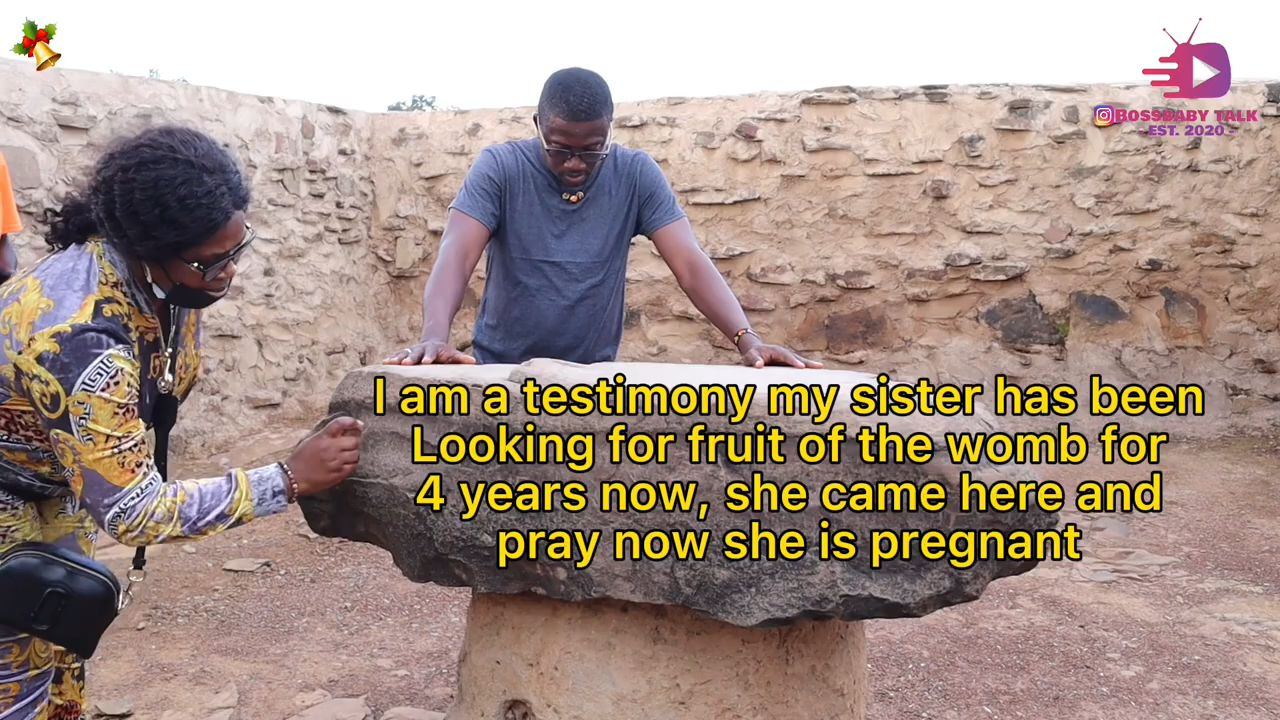 BOSSBABY TALK
- EST. 2020 -
I am a testimony my sister has been
Looking for fruit of the womb for
4 years now, she came here and
pray now she is pregnant